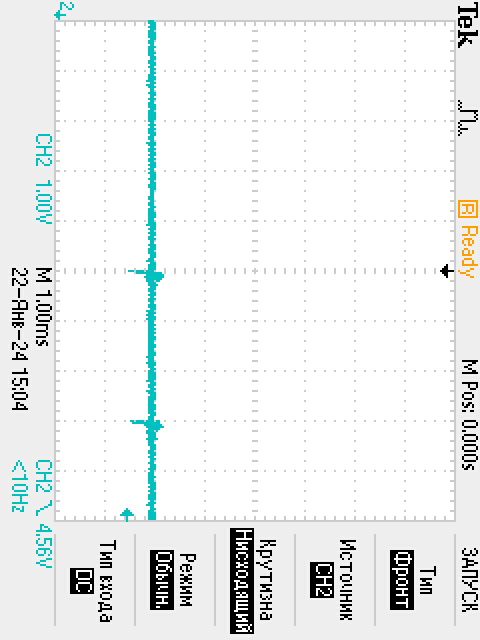 Tek
R Ready
M Pos: 0.000s
ЗАПУСК
Тип
Фронт
Источник
CH2
Крутизна
Нисходящий
Режим
Обычн.
Тип входа
DC
2
CH2 1.00V
M 1.00ms
CH2 4.56V
22-Янв-24 15:04
<10Hz